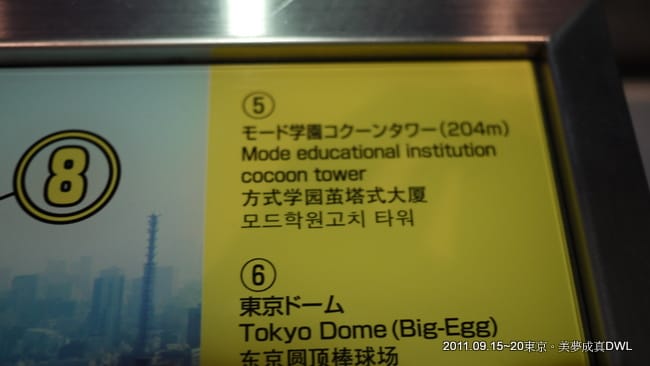 8
⑤
モード学園コクーンタワー(204m)
Mode educational institution
cocoon tower
方式学园茧塔式大厦
모드학원고치 타워
⑥
東京ドーム
Tokyo Dome (Big-Egg)
东京圆顶棒球场
2011.09.15~20東京。美夢成真DWL